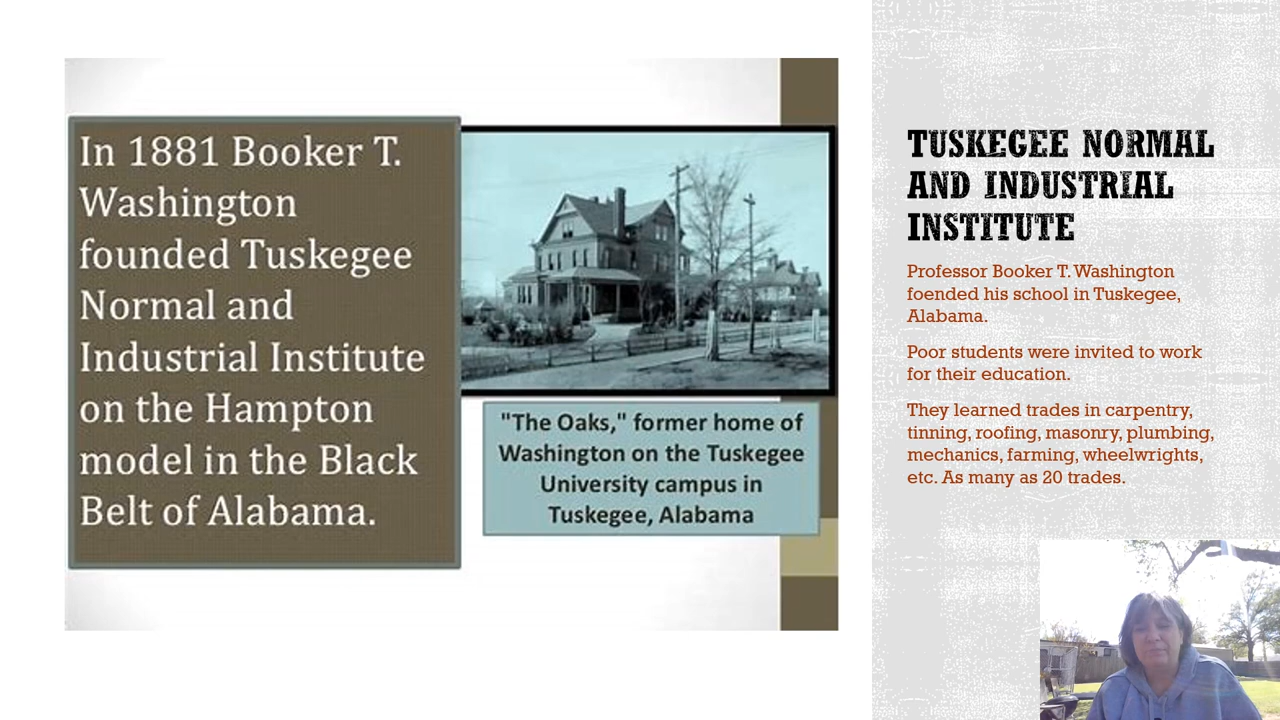 In 1881 Booker T.
Washington
founded Tuskegee
Normal and
Industrial Institute
on the Hampton
model in the Black
Belt of Alabama.
"The Oaks," former home of
Washington on the Tuskegee
University campus in
Tuskegee, Alabama
TUSKEGEE NORMAL
AND INDUSTRIAL
INSTITUTE
Professor Booker T. Washington
foended his school in Tuskegee,
Alabama.
Poor students were invited to work
for their education.
They learned trades in carpentry,
tinning, roofing, masonry, plumbing,
mechanics, farming, wheelwrights,
etc. As many as 20 trades.